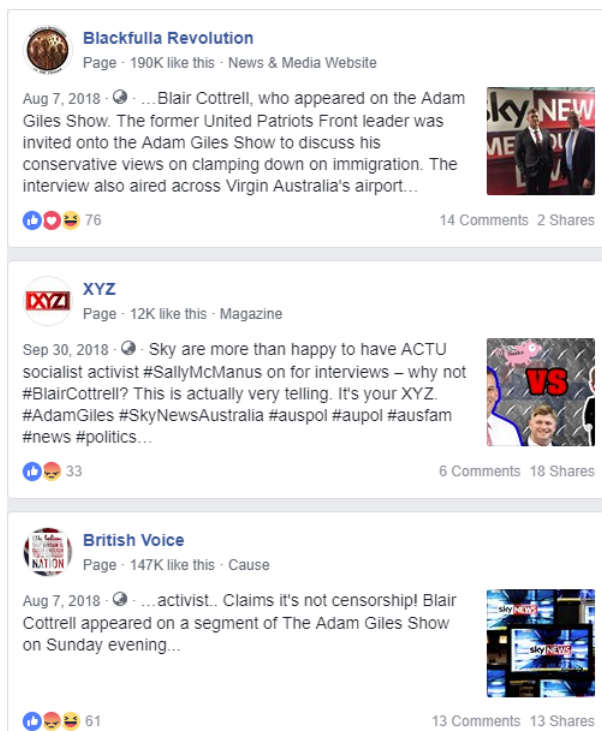 Blackfulla Revolution
Page · 190K like this · News & Media Website
Aug 7, 2018 · · …Blair Cottrell, who appeared on the Adam
Giles Show. The former United Patriots Front leader was
invited onto the Adam Giles Show to discuss his
conservative views on clamping down on immigration. The
interview also aired across Virgin Australia's airport…
sky NEW
76
14 Comments 2 Shares
XYZ
XYZ
Page · 12K like this · Magazine
Sep 30, 2018 · · Sky are more than happy to have ACTU
socialist activist #SallyMcManus on for interviews – why not
#BlairCottrell? This is actually very telling. It's your XYZ.
#AdamGiles #SkyNewsAustralia #auspol #aupol #ausfam
#news #politics…
VS
33
6 Comments 18 Shares
British Voice
NATION
Page · 147K like this · Cause
Aug 7, 2018 · · …activist.. Claims it's not censorship! Blair
Cottrell appeared on a segment of The Adam Giles Show
on Sunday evening...
sky NEWS
sky NEWS
61
13 Comments 13 Shares